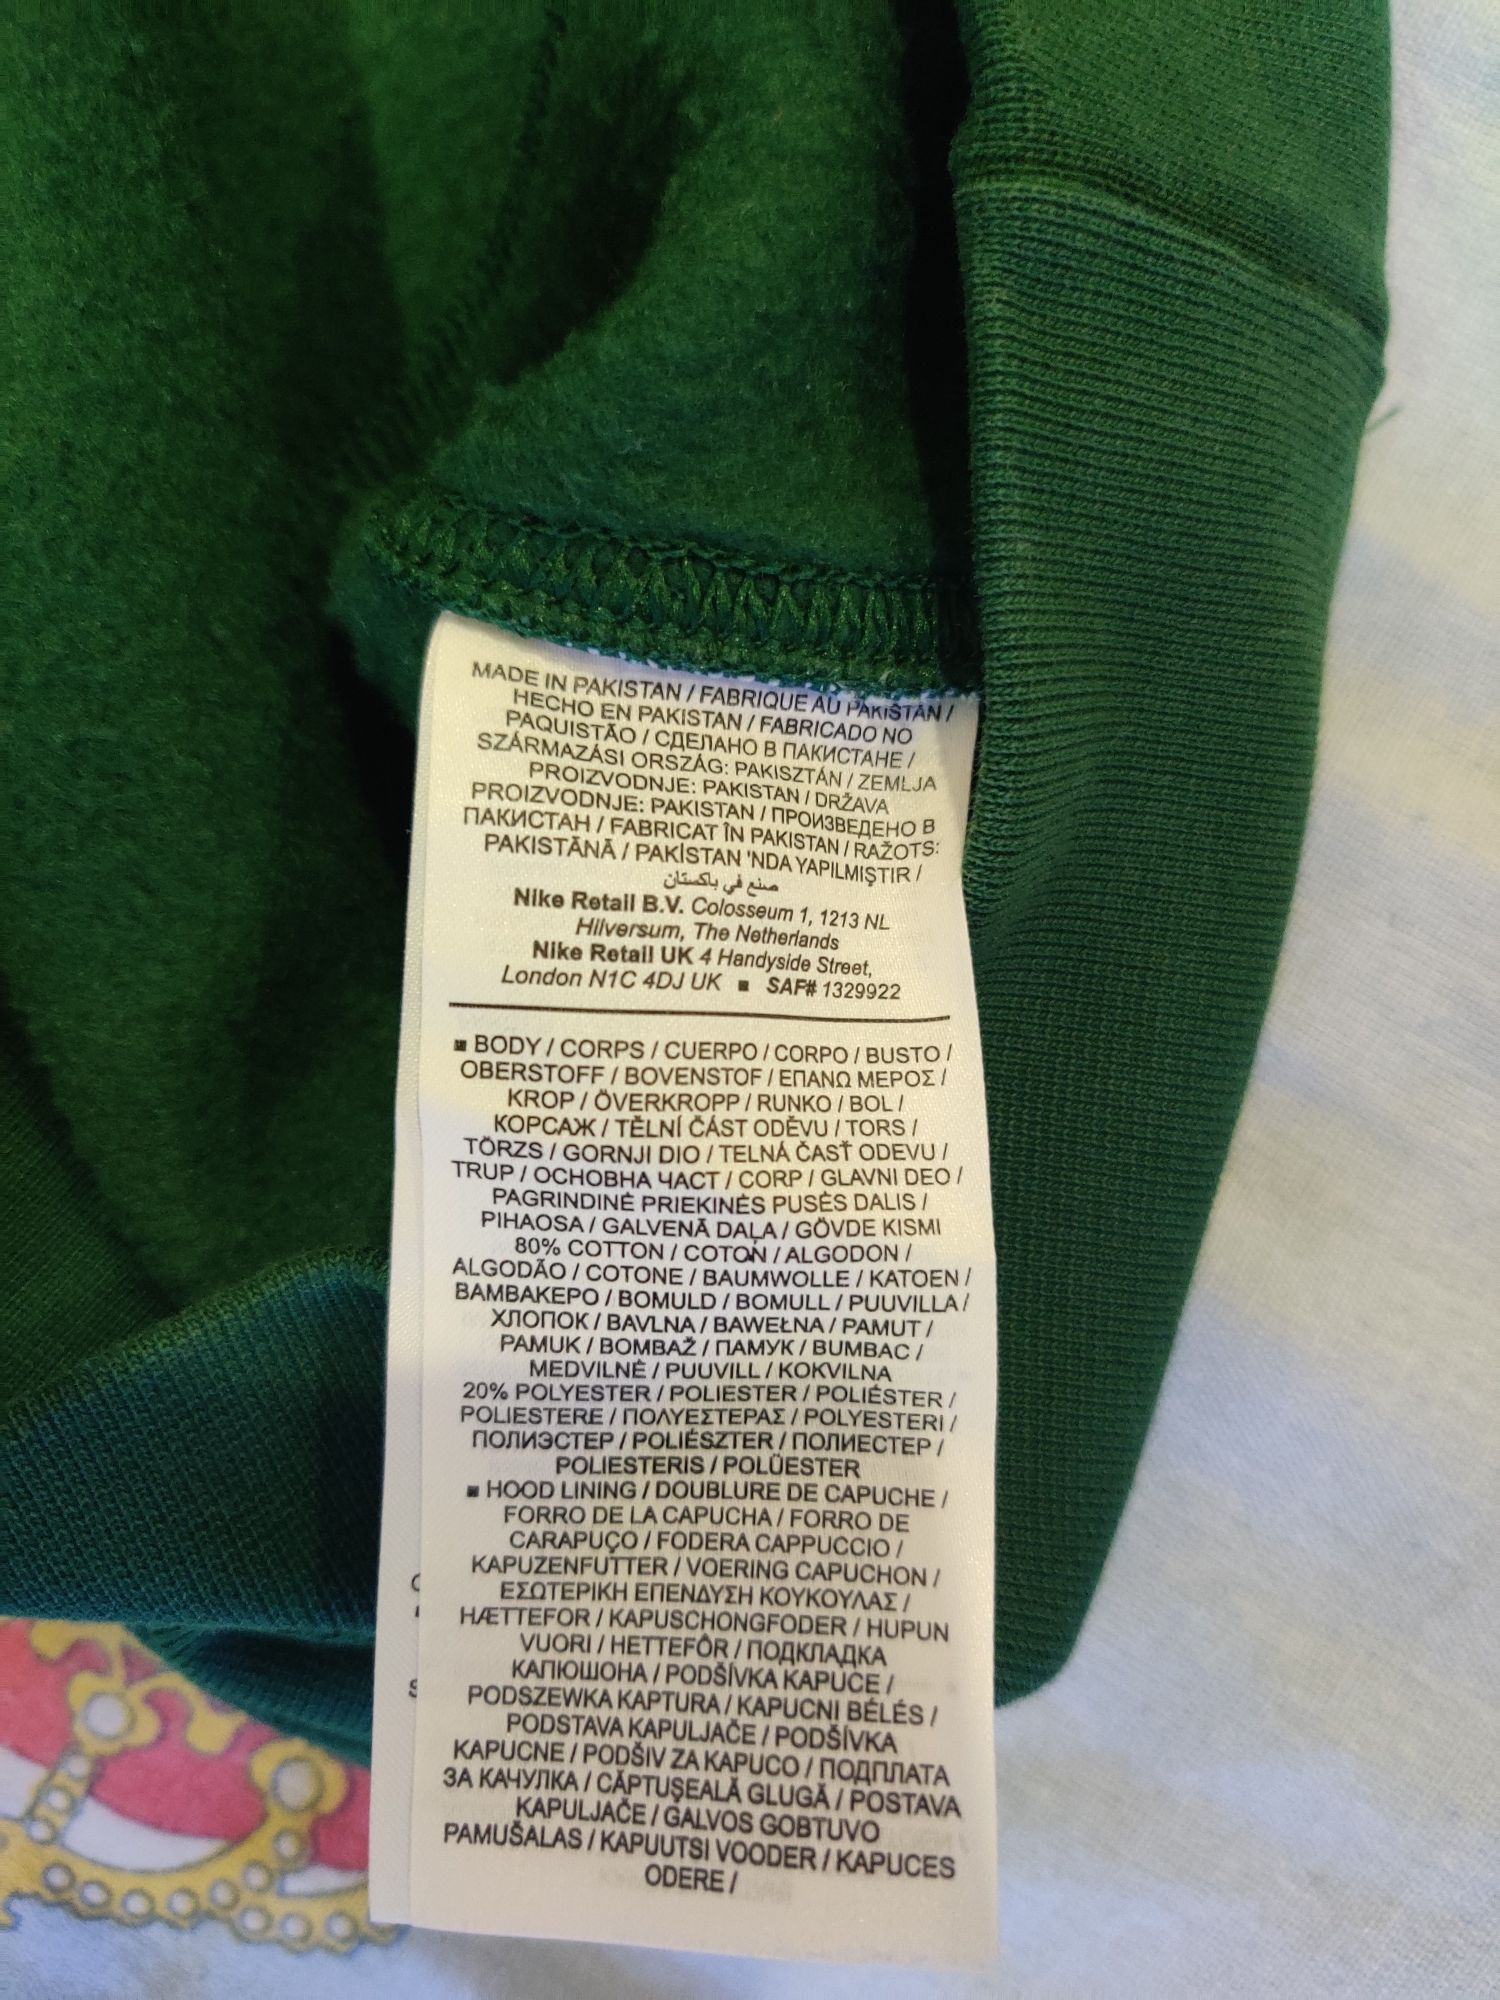 MADE IN PAKISTAN / FABRIQUE AU PAKISTAN /
HECHO EN PAKISTAN / FABRICADO NO
PAQUISTÃO / СДЕЛАНО В ПАКИСТАНЕ /
SZÁRMAZÁSI ORSZÁG: PAKISZTÁN / ZEMLJA
PROIZVODNJE: PAKISTAN / DRŽAVA
PROIZVODNJE: PAKISTAN / ПРОИЗВЕДЕНО В
ПАКИСТАН / FABRICAT ÎN PAKISTAN / RAŽOTS:
PAKISTĀNĀ / PAKİSTAN 'NDA YAPILMIŞTIR /
صنع في باكستان
Nike Retail B.V. Colosseum 1, 1213 NL
Hilversum, The Netherlands
Nike Retail UK 4 Handyside Street,
London N1C 4DJ UK ▪ SAF# 1329922
▪ BODY / CORPS / CUERPO / CORPO / BUSTO /
OBERSTOFF / BOVENSTOF / ΕΠΑΝΩ ΜΕΡΟΣ /
KROP / ÖVERKROPP / RUNKO / BOL /
КОРСАЖ / TĚLNÍ ČÁST ODĚVU / TORS /
TÖRZS / GORNJI DIO / TELNÁ ČASŤ ODEVU /
TRUP / ОСНОВНА ЧАСТ / CORP / GLAVNI DEO /
PAGRINDINĖ PRIEKINĖS PUSĖS DALIS /
PIHAOSA / GALVENĀ DAĻA / GÖVDE KISMI
80% COTTON / COTON / ALGODON /
ALGODÃO / COTONE / BAUMWOLLE / KATOEN /
ΒΑΜΒΑΚΕΡΟ / BOMULD / BOMULL / PUUVILLA /
ХЛОПОК / BAVLNA / BAWEŁNA / PAMUT /
PAMUK / BOMBAŽ / ПАМУК / BUMBAC /
MEDVILNĖ / PUUVILL / KOKVILNA
20% POLYESTER / POLIESTER / POLIÉSTER /
POLIESTERE / ΠΟΛΥΕΣΤΕΡΑΣ / POLYESTERI /
ПОЛИЭСТЕР / POLIÉSZTER / ПОЛИЕСТЕР /
POLIESTERIS / POLÜESTER
▪ HOOD LINING / DOUBLURE DE CAPUCHE /
FORRO DE LA CAPUCHA / FORRO DE
CARAPUÇO / FODERA CAPPUCCIO /
KAPUZENFUTTER / VOERING CAPUCHON /
ΕΣΩΤΕΡΙΚΗ ΕΠΕΝΔΥΣΗ ΚΟΥΚΟΥΛΑΣ /
HÆTTEFOR / KAPUSCHONGFODER / HUPUN
VUORI / HETTEFÔR / ПОДКЛАДКА
КАПЮШОНА / PODŠÍVKA KAPUCE /
PODSZEWKA KAPTURA / KAPUCNI BÉLÉS /
PODSTAVA KAPULJAČE / PODŠÍVKA
KAPUCNE / PODŠIV ZA KAPUCO / ПОДПЛАТА
ЗА КАЧУЛКА / CĂPTUŞEALĂ GLUGĂ / POSTAVA
KAPULJAČE / GALVOS GOBTUVO
PAMUŠALAS / KAPUUTSI VOODER / KAPUCES
ODERE /